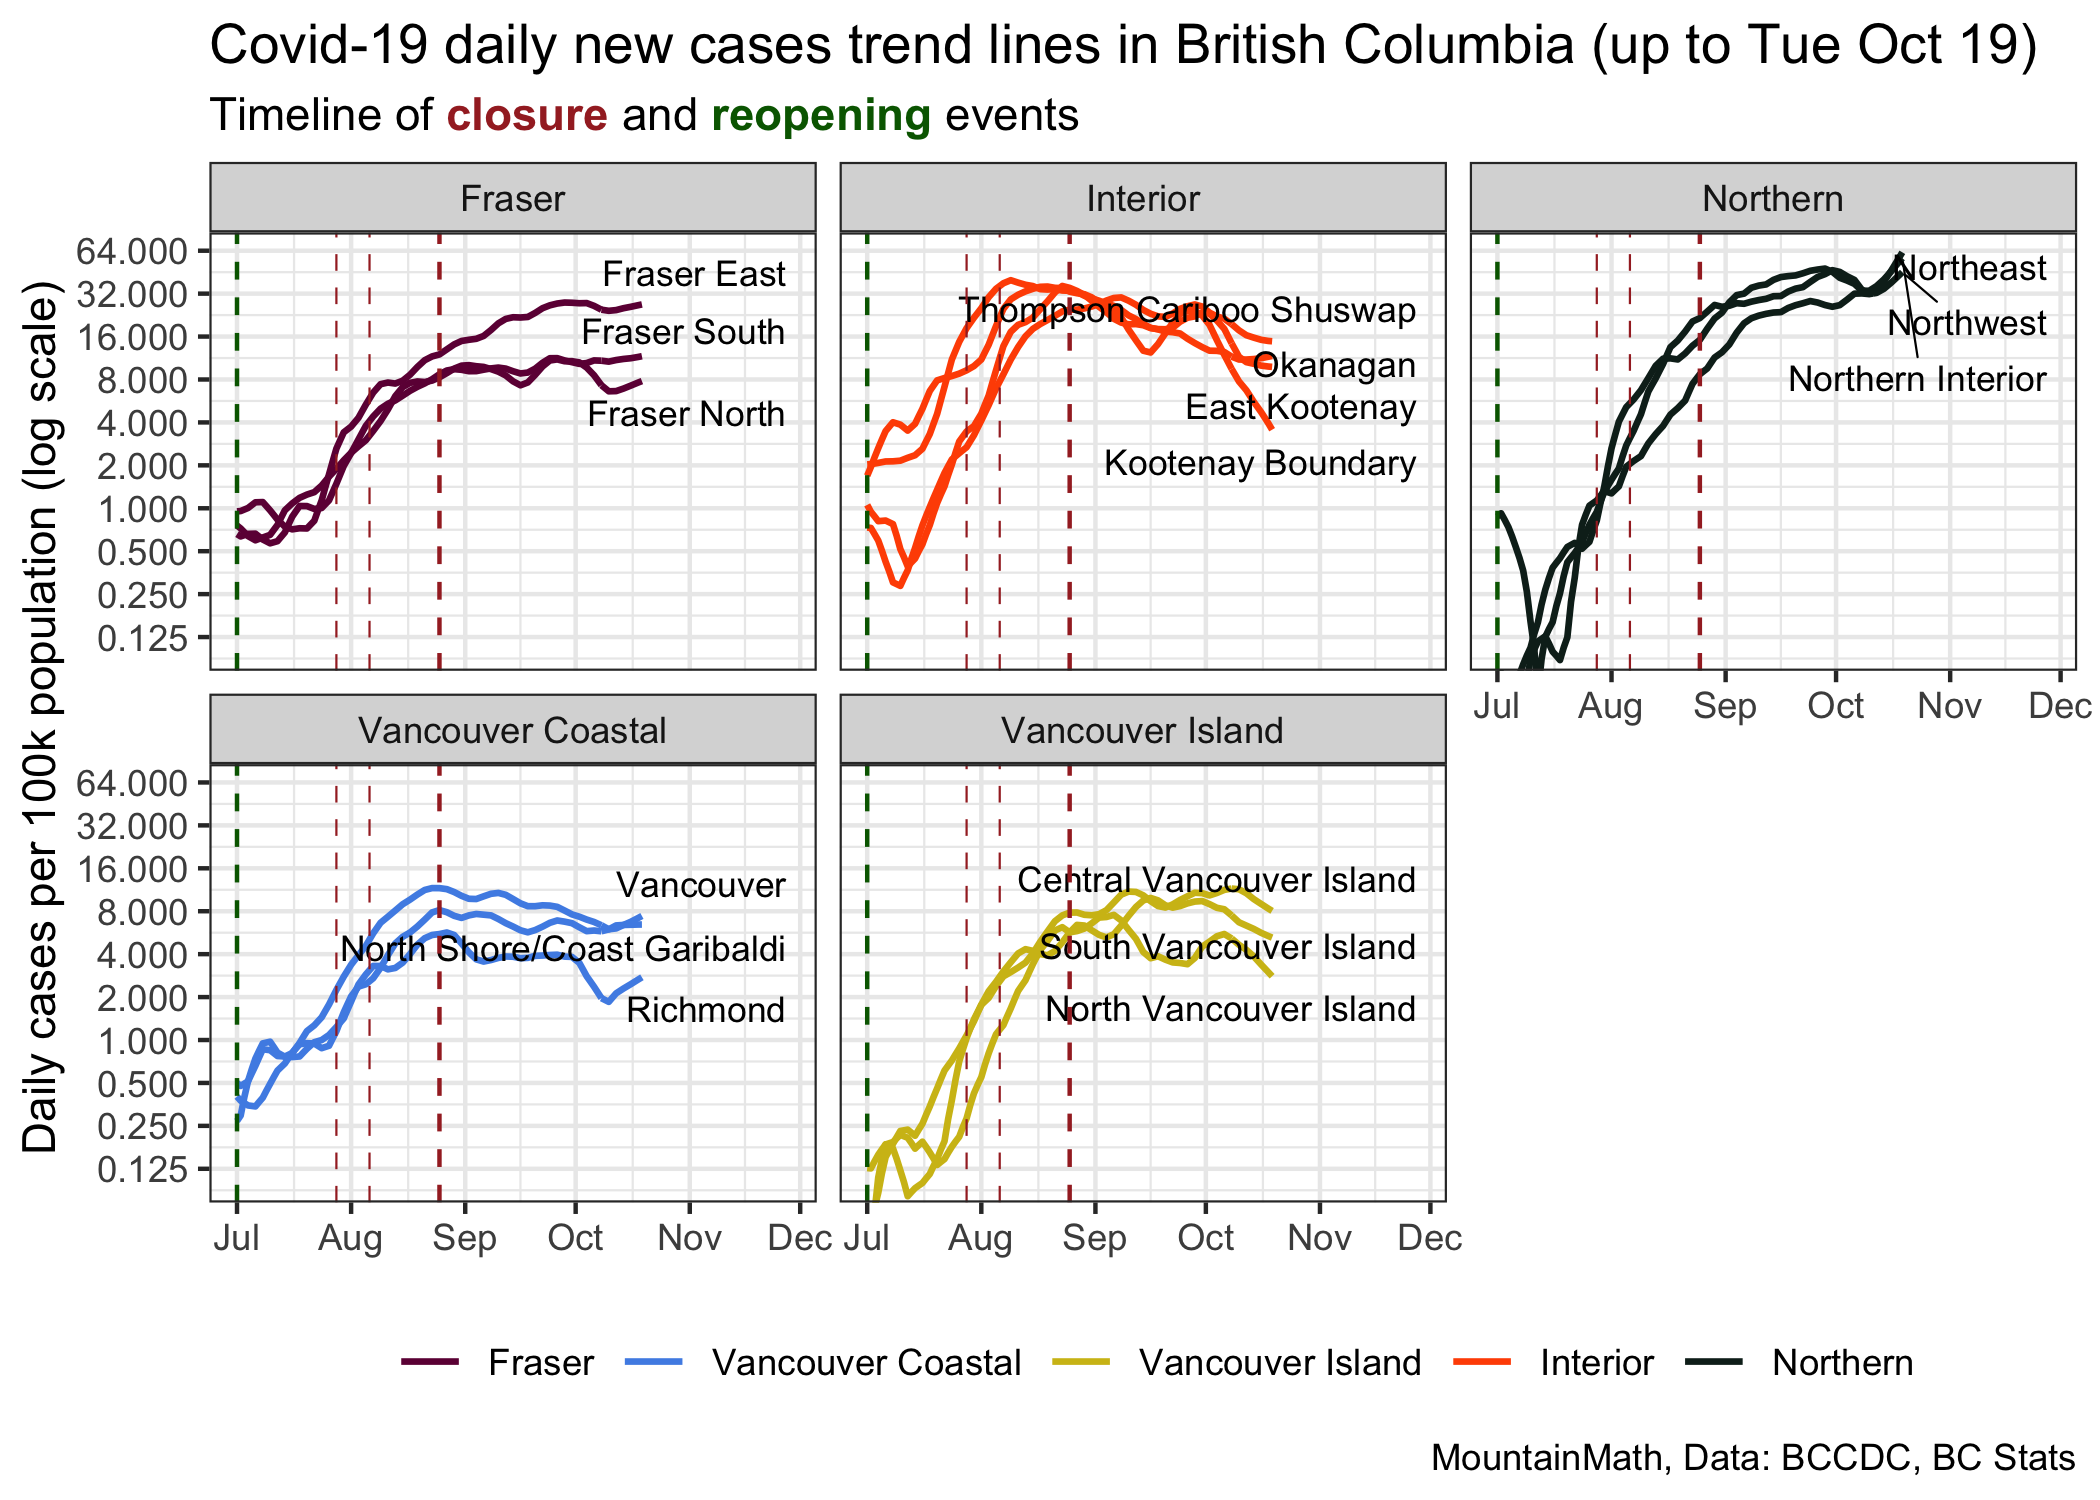 Covid-19 daily new cases trend lines in British Columbia (up to Tue Oct 19)
Timeline of closure and reopening events
Daily cases per 100k population (log scale)
Fraser
64.000
32.000
16.000
8.000
4.000
2.000
1.000
0.500
0.250
0.125
Fraser East
Fraser South
Fraser North
Interior
Thompson Cariboo Shuswap
Okanagan
East Kootenay
Kootenay Boundary
Northern
Northeast
Northwest
Northern Interior
Jul Aug Sep Oct Nov Dec
Vancouver Coastal
64.000
32.000
16.000
8.000
4.000
2.000
1.000
0.500
0.250
0.125
Vancouver
North Shore/Coast Garibaldi
Richmond
Jul Aug Sep Oct Nov Dec
Vancouver Island
Central Vancouver Island
South Vancouver Island
North Vancouver Island
Jul Aug Sep Oct Nov Dec
Fraser Vancouver Coastal Vancouver Island Interior Northern
MountainMath, Data: BCCDC, BC Stats